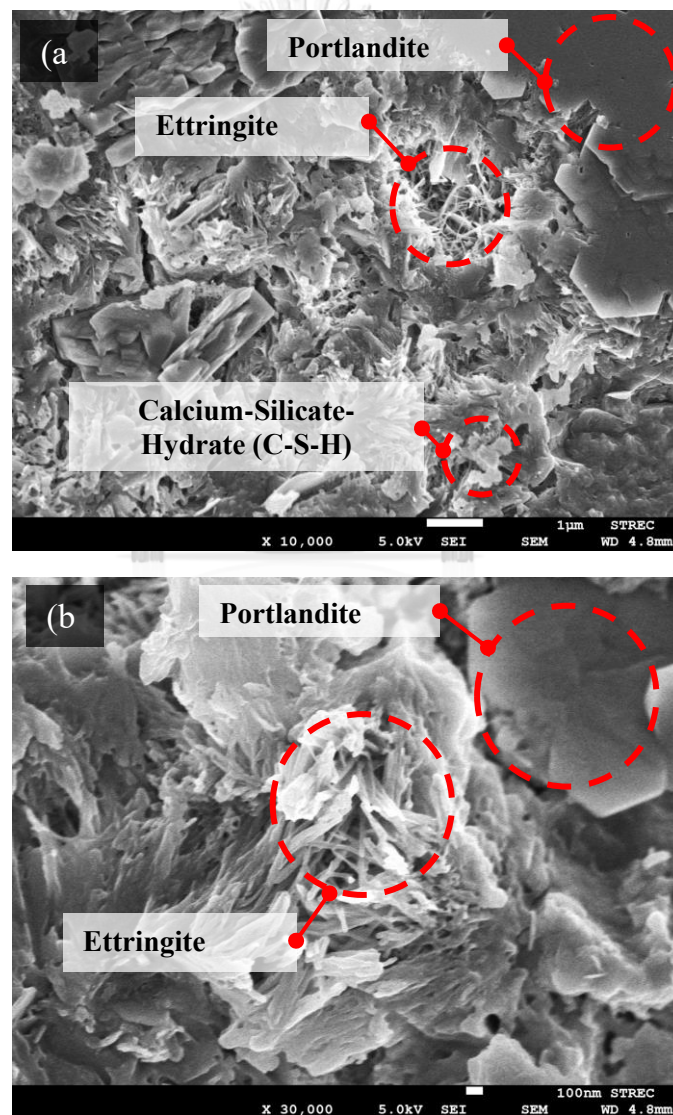 (a
Portlandite
Ettringite
Calcium-Silicate-
Hydrate (C-S-H)
1µm STREC
X 10,000 5.0kV SEI SEM WD 4.8mm
(b
Portlandite
Ettringite
100nm STREC
X 30,000 5.0kV SEI SEM WD 4.8mm